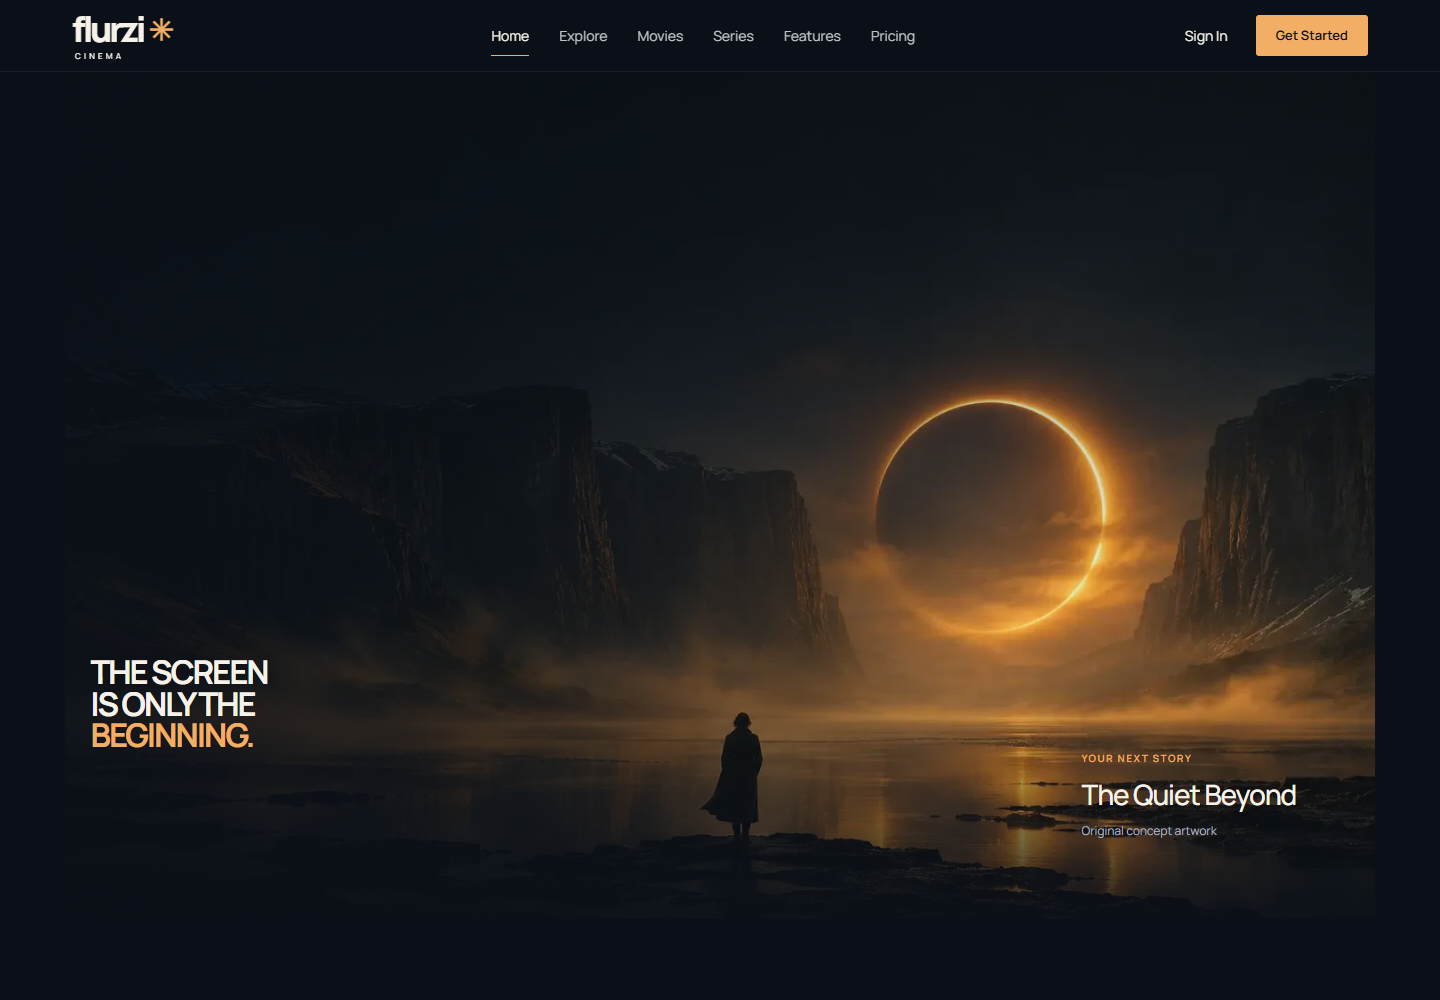 flurzi
CINEMA
Home
Explore
Movies
Series
Features
Pricing
Sign In
Get Started
THE SCREEN
IS ONLY THE
BEGINNING.
YOUR NEXT STORY
The Quiet Beyond
Original concept artwork